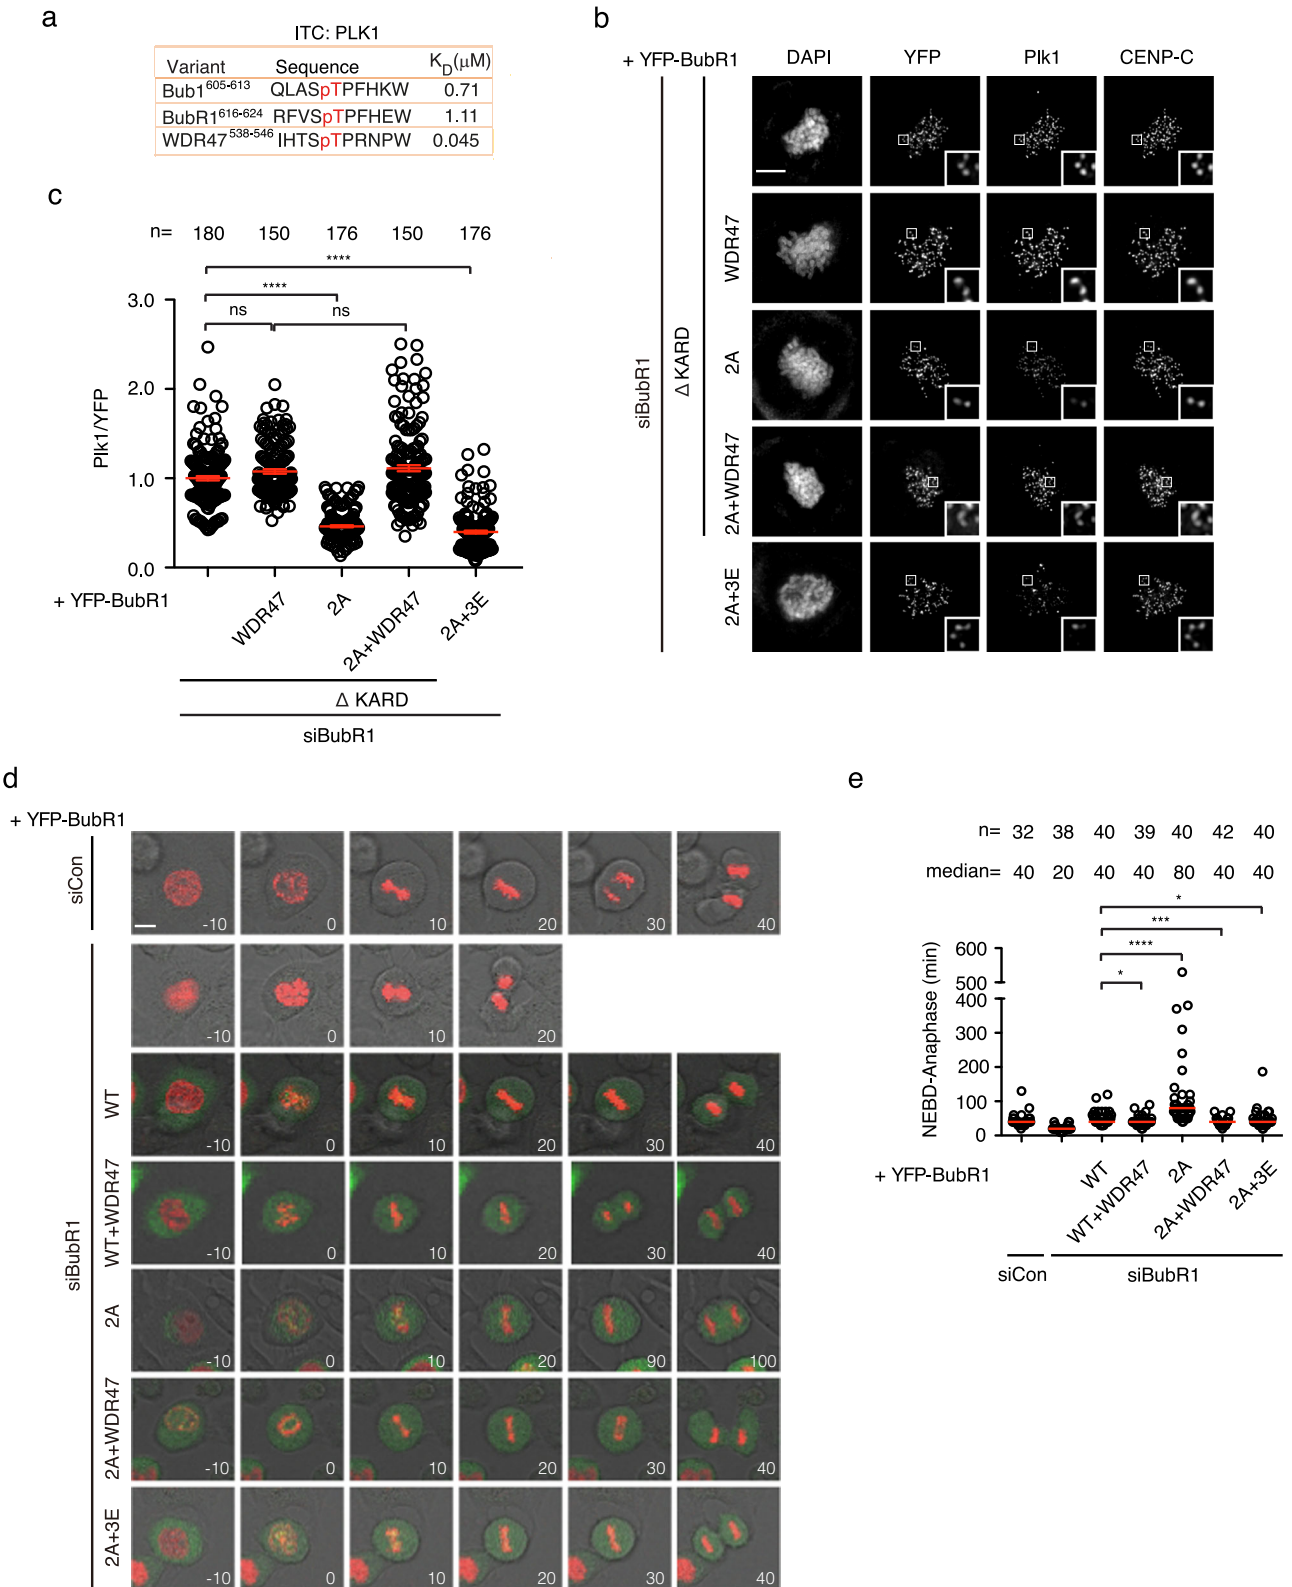 a
ITC: PLK1
Variant Sequence KD(μM)
Bub1 605-613 QLASpTPFHKW 0.71
BubR1 616-624 RFVSpTPFHEW 1.11
WDR47 538-546 IHTSpTPRNPW 0.045
b
+ YFP-BubR1 DAPI YFP Plk1 CENP-C
WDR47
2A
2A+WDR47
2A+3E
Δ KARD
siBubR1
c
n= 180 150 176 150 176
****
****
ns ns
3.0
2.0
1.0
0.0
Plk1/YFP
+ YFP-BubR1
WDR47
2A
2A+WDR47
2A+3E
Δ KARD
siBubR1
d
+ YFP-BubR1
siCon
-10 0 10 20 30 40
-10 0 10 20
WT
-10 0 10 20 30 40
WT+WDR47
-10 0 10 20 30 40
2A
-10 0 10 20 90 100
2A+WDR47
-10 0 10 20 30 40
2A+3E
-10 0 10 20 30 40
siBubR1
e
n= 32 38 40 39 40 42 40
median= 40 20 40 40 80 40 40
*
***
****
*
600
500
400
300
200
100
0
NEBD-Anaphase (min)
+ YFP-BubR1
WT
WT+WDR47
2A
2A+WDR47
2A+3E
siCon siBubR1